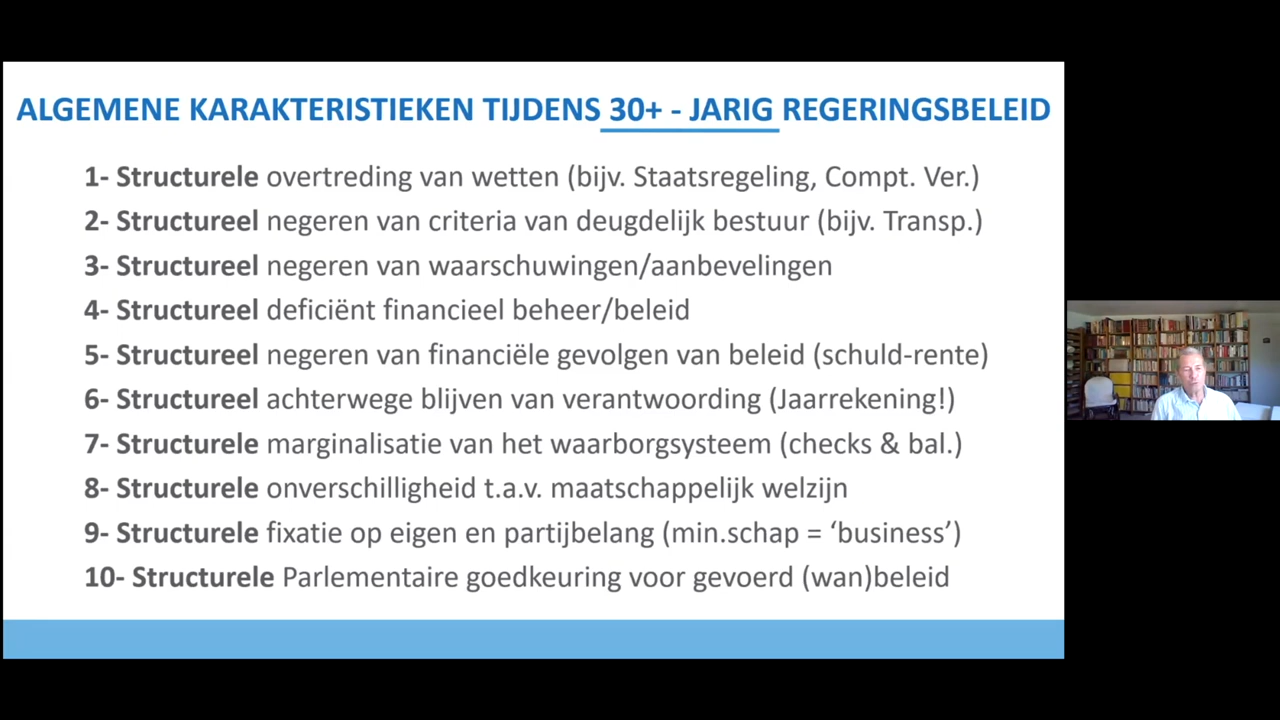 ALGEMENE KARAKTERISTIEKEN TIJDENS 30+ - JARIG REGERINGSBELEID
1- Structurele overtreding van wetten (bijv. Staatsregeling, Compt. Ver.)
2- Structureel negeren van criteria van deugdelijk bestuur (bijv. Transp.)
3- Structureel negeren van waarschuwingen/aanbevelingen
4- Structureel deficiënt financieel beheer/beleid
5- Structureel negeren van financiële gevolgen van beleid (schuld-rente)
6- Structureel achterwege blijven van verantwoording (Jaarrekening!)
7- Structurele marginalisatie van het waarborgsysteem (checks & bal.)
8- Structurele onverschilligheid t.a.v. maatschappelijk welzijn
9- Structurele fixatie op eigen en partijbelang (min.schap = ‘business’)
10- Structurele Parlementaire goedkeuring voor gevoerd (wan)beleid